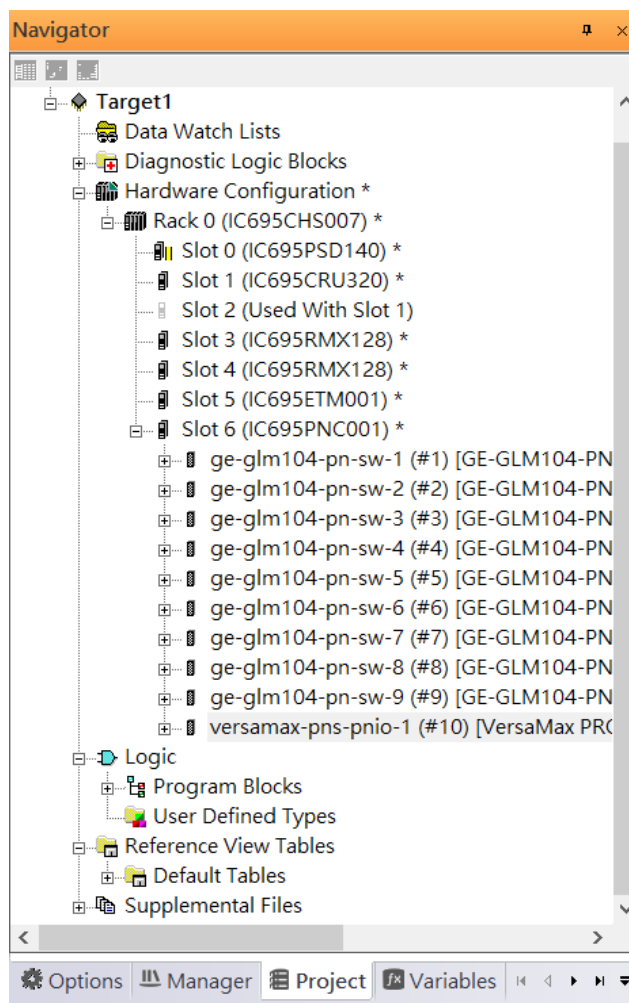 Navigator
Target1
Data Watch Lists
Diagnostic Logic Blocks
Hardware Configuration *
Rack 0 (IC695CHS007) *
Slot 0 (IC695PSD140) *
Slot 1 (IC695CRU320) *
Slot 2 (Used With Slot 1)
Slot 3 (IC695RMX128) *
Slot 4 (IC695RMX128) *
Slot 5 (IC695ETM001) *
Slot 6 (IC695PNC001) *
ge-glm104-pn-sw-1 (#1) [GE-GLM104-PN
ge-glm104-pn-sw-2 (#2) [GE-GLM104-PN
ge-glm104-pn-sw-3 (#3) [GE-GLM104-PN
ge-glm104-pn-sw-4 (#4) [GE-GLM104-PN
ge-glm104-pn-sw-5 (#5) [GE-GLM104-PN
ge-glm104-pn-sw-6 (#6) [GE-GLM104-PN
ge-glm104-pn-sw-7 (#7) [GE-GLM104-PN
ge-glm104-pn-sw-8 (#8) [GE-GLM104-PN
ge-glm104-pn-sw-9 (#9) [GE-GLM104-PN
versamax-pns-pnio-1 (#10) [VersaMax PRO
Logic
Program Blocks
User Defined Types
Reference View Tables
Default Tables
Supplemental Files
Options Manager Project Variables